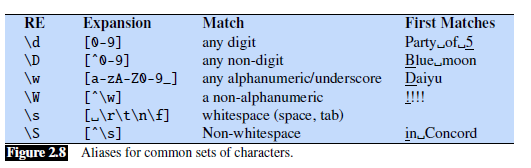 RE Expansion Match First Matches
\d [0-9] any digit Party␣of␣5
\D [^0-9] any non-digit Blue␣moon
\w [a-zA-Z0-9_] any alphanumeric/underscore Daiyu
\W [^\w] a non-alphanumeric !!!!
\s [␣\r\t\n\f] whitespace (space, tab)
\S [^\s] Non-whitespace in␣Concord
Figure 2.8 Aliases for common sets of characters.